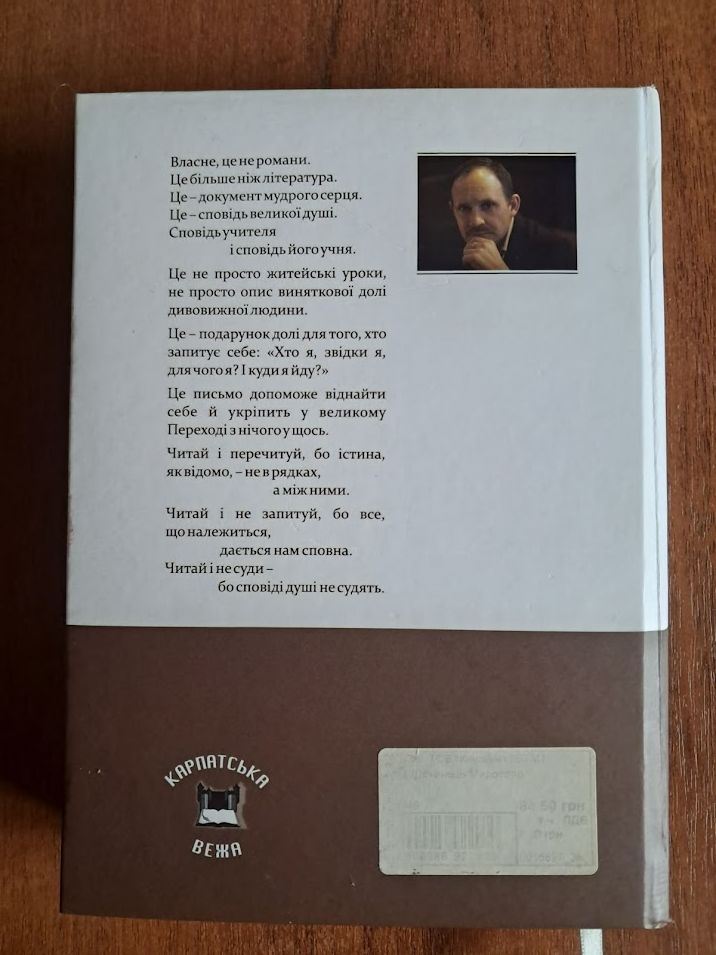 Власне, це не романи.
Це більше ніж література.
Це – документ мудрого серця.
Це – сповідь великої душі.
Сповідь учителя
і сповідь його учня.
Це не просто житейські уроки,
не просто опис виняткової долі
дивовижної людини.
Це – подарунок долі для того, хто
запитує себе: «Хто я, звідки я,
для чого я? І куди я йду?»
Це письмо допоможе віднайти
себе й укріпить у великому
Переході з нічого у щось.
Читай і перечитуй, бо істина,
як відомо, – не в рядках,
а між ними.
Читай і не запитуй, бо все,
що належиться,
дається нам сповна.
Читай і не суди –
бо сповіді душі не судять.
КАРПАТСЬКА
ВЕЖА
84 50 грн
ПДВ